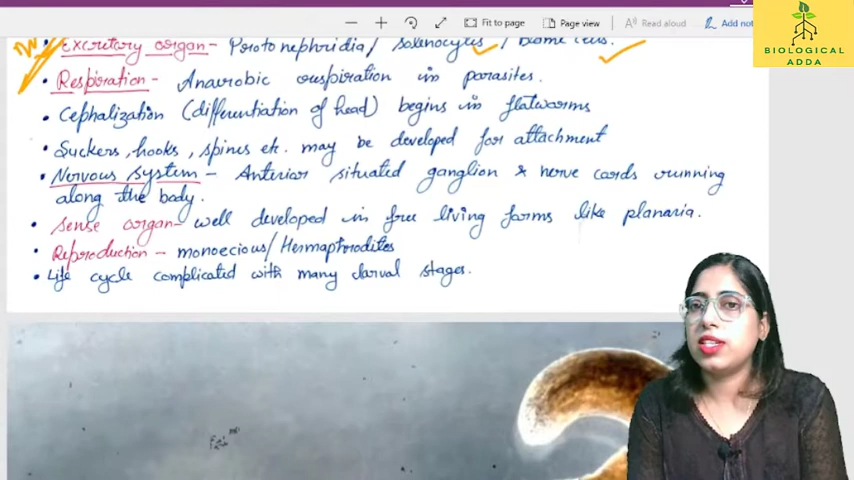 Fit to page
Page view
Read aloud
Add not
BIOLOGICAL
ADDA
Excretory organ - Protonephridia / Solenocytes /
• Respiration - Anaerobic respiration in parasites.
• Cephalization (differentiation of head) begins in flatworms
• Suckers, hooks, spines etc. may be developed for attachment
• Nervous system - Anterior situated ganglion & nerve cords running
along the body.
• Sense organ - well developed in free living forms like planaria.
• Reproduction - monoecious / Hermaphrodites
• Life cycle complicated with many larval stages.